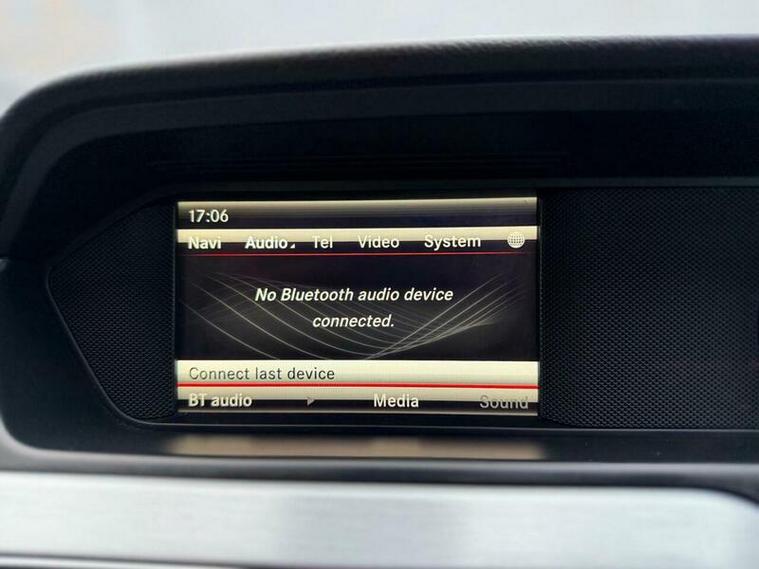 17:06
Navi Audio Tel Video System
No Bluetooth audio device
connected.
Connect last device
BT audio Media Sound